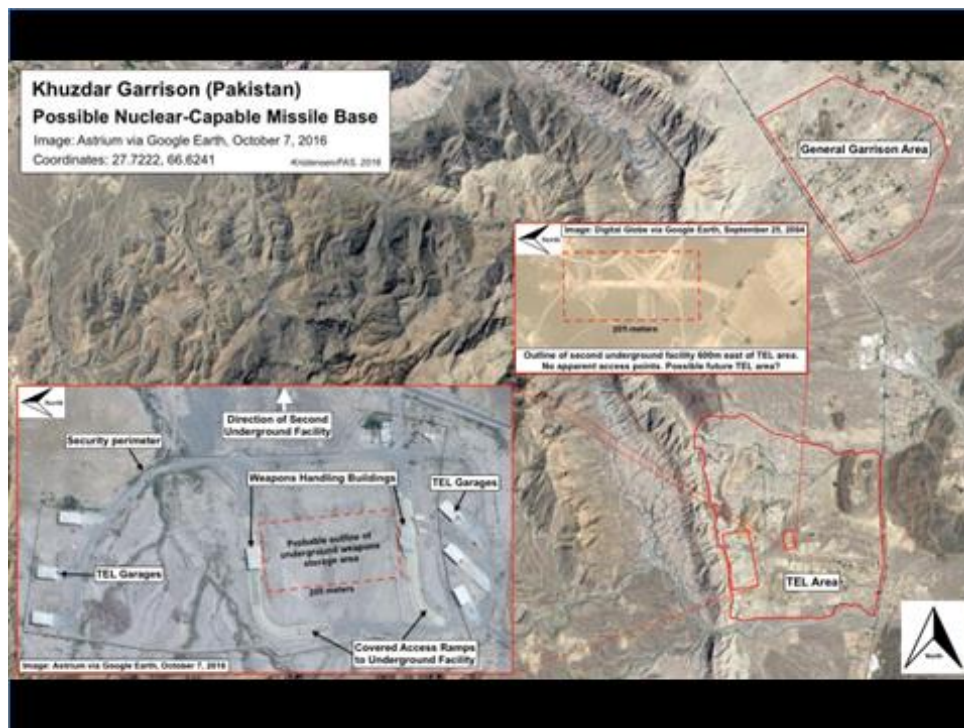 Khuzdar Garrison (Pakistan)
Possible Nuclear-Capable Missile Base
Image: Astrium via Google Earth, October 7, 2016
Coordinates: 27.7222, 66.6241
Kristensen/FAS, 2016
General Garrison Area
Image: Digital Globe via Google Earth, September 25, 2004
North
205 meters
Outline of second underground facility 600m east of TEL area.
No apparent access points. Possible future TEL area?
North
Direction of Second
Underground Facility
Security perimeter
Weapons Handling Buildings
TEL Garages
Probable outline of
underground weapons
storage area
TEL Garages
205 meters
Covered Access Ramps
to Underground Facility
Image: Astrium via Google Earth, October 7, 2016
TEL Area
North